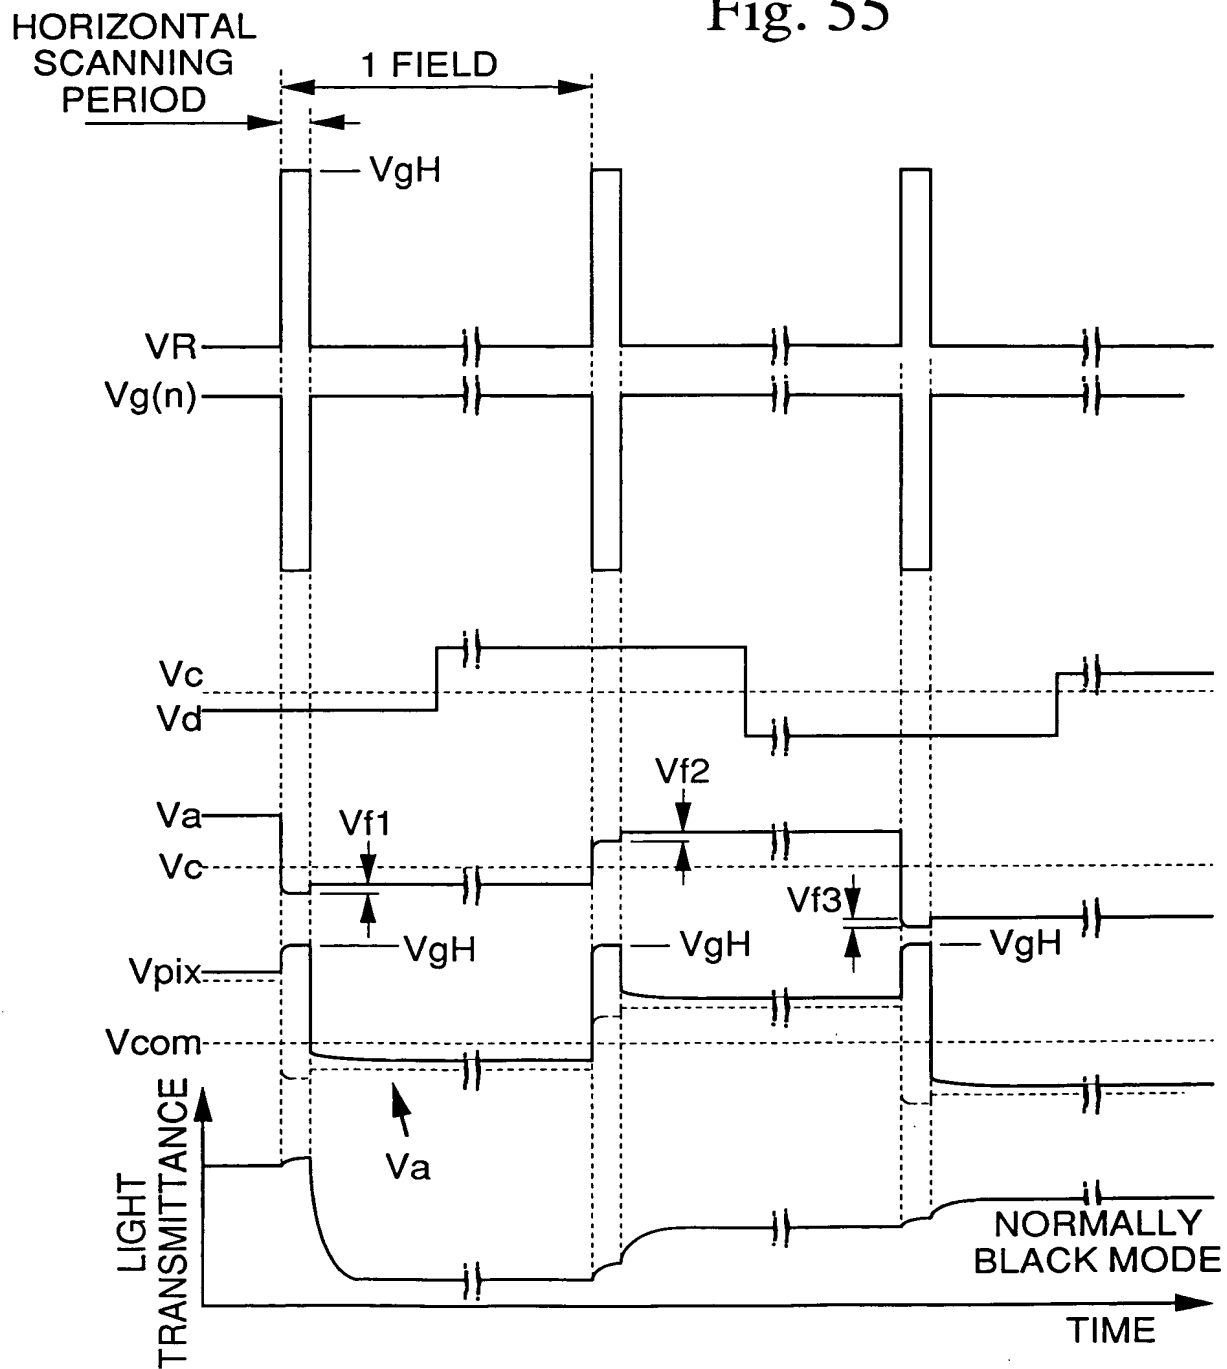 Fig. 55
HORIZONTAL
SCANNING
PERIOD
1 FIELD
VgH
VR
Vg(n)
Vc
Vd
Vf2
Va
Vf1
Vc
Vf3
VgH
VgH
VgH
Vpix
Vcom
Va
LIGHT
TRANSMITTANCE
NORMALLY
BLACK MODE
TIME